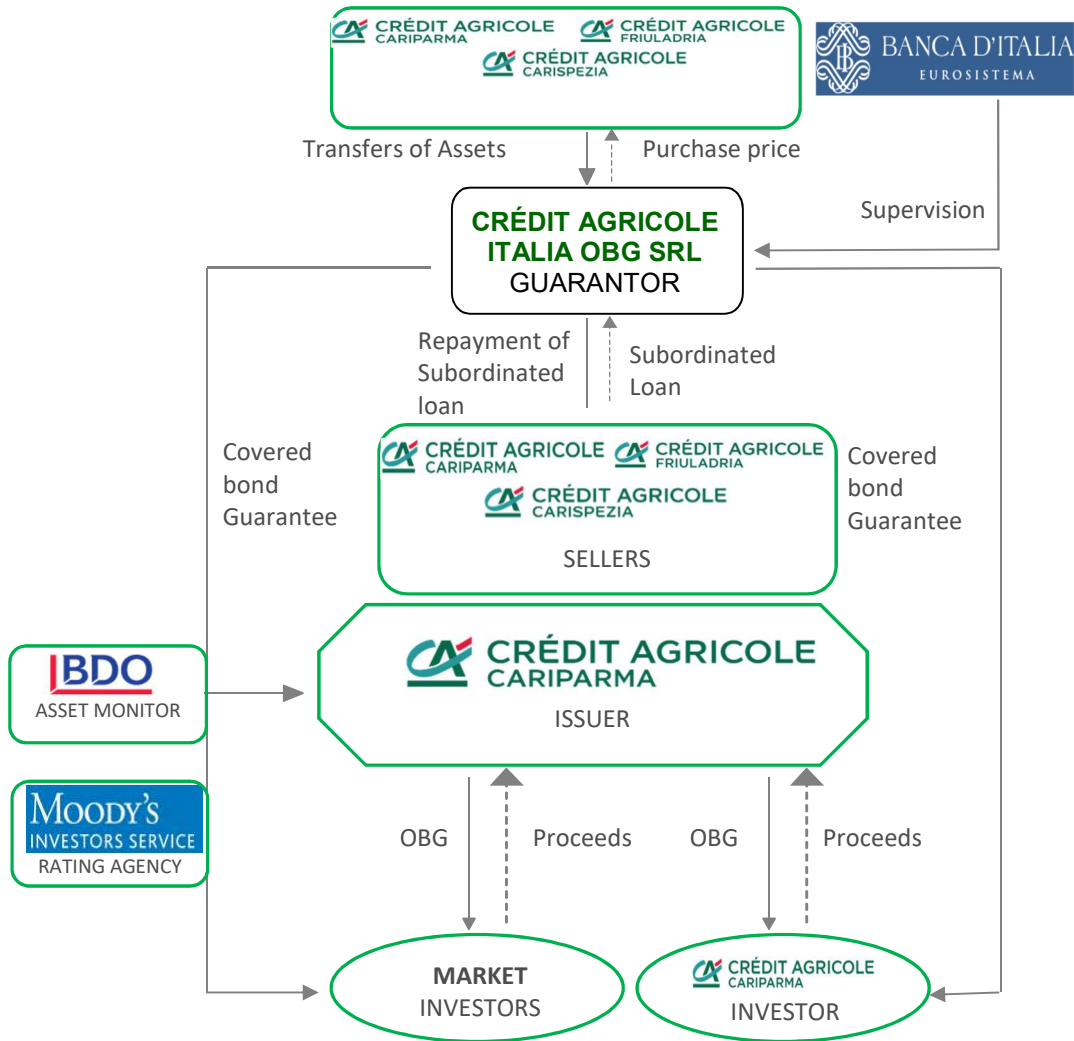 CRÉDIT AGRICOLE
CARIPARMA
CRÉDIT AGRICOLE
FRIULADRIA
CRÉDIT AGRICOLE
CARISPEZIA
BANCA D'ITALIA
EUROSISTEMA
Transfers of Assets
Purchase price
Supervision
CRÉDIT AGRICOLE
ITALIA OBG SRL
GUARANTOR
Repayment of
Subordinated
loan
Subordinated
Loan
Covered
bond
Guarantee
CRÉDIT AGRICOLE
CARIPARMA
CRÉDIT AGRICOLE
FRIULADRIA
CRÉDIT AGRICOLE
CARISPEZIA
SELLERS
Covered
bond
Guarantee
BDO
ASSET MONITOR
CRÉDIT AGRICOLE
CARIPARMA
ISSUER
MOODY'S
INVESTORS SERVICE
RATING AGENCY
OBG
Proceeds
OBG
Proceeds
MARKET
INVESTORS
CRÉDIT AGRICOLE
CARIPARMA
INVESTOR